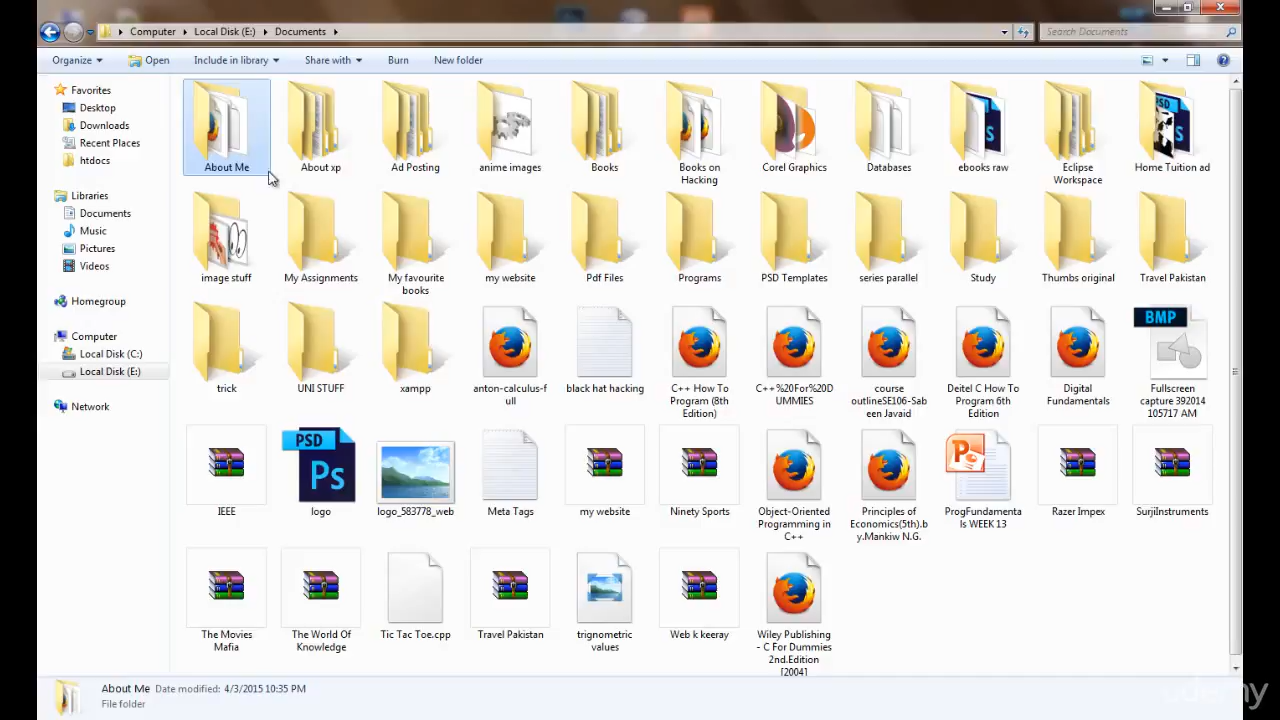 Computer Local Disk (E:) Documents
Search Documents
Organize Open Include in library Share with Burn New folder
Favorites
Desktop
Downloads
Recent Places
htdocs
Libraries
Documents
Music
Pictures
Videos
Homegroup
Computer
Local Disk (C:)
Local Disk (E:)
Network
About Me
About xp
Ad Posting
anime images
Books
Books on
Hacking
Corel Graphics
Databases
ebooks raw
Eclipse
Workspace
PSD
Home Tuition ad
image stuff
My Assignments
My favourite
books
my website
Pdf Files
Programs
PSD Templates
series parallel
Study
Thumbs original
Travel Pakistan
trick
UNI STUFF
xampp
anton-calculus-f
ull
black hat hacking
C++ How To
Program (8th
Edition)
C++%20For%20D
UMMIES
course
outlineSE106-Sab
een Javaid
Deitel C How To
Program 6th
Edition
Digital
Fundamentals
BMP
Fullscreen
capture 392014
105717 AM
IEEE
PSD
Ps
logo
logo_583778_web
Meta Tags
my website
Ninety Sports
Object-Oriented
Programming in
C++
Principles of
Economics(5th).b
y.Mankiw N.G.
P
ProgFundamenta
ls WEEK 13
Razer Impex
SurjiInstruments
The Movies
Mafia
The World Of
Knowledge
Tic Tac Toe.cpp
Travel Pakistan
trignometric
values
Web k keeray
Wiley Publishing
- C For Dummies
2nd.Edition
[2004]
About Me Date modified: 4/3/2015 10:35 PM
File folder
udemy